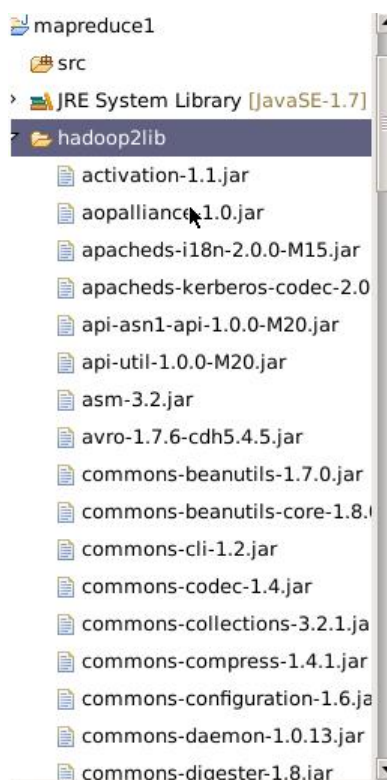 mapreduce1
src
JRE System Library [JavaSE-1.7]
hadoop2lib
activation-1.1.jar
aopalliance-1.0.jar
apacheds-i18n-2.0.0-M15.jar
apacheds-kerberos-codec-2.0
api-asn1-api-1.0.0-M20.jar
api-util-1.0.0-M20.jar
asm-3.2.jar
avro-1.7.6-cdh5.4.5.jar
commons-beanutils-1.7.0.jar
commons-beanutils-core-1.8.
commons-cli-1.2.jar
commons-codec-1.4.jar
commons-collections-3.2.1.ja
commons-compress-1.4.1.jar
commons-configuration-1.6.ja
commons-daemon-1.0.13.jar
commons-digester-1.8.jar